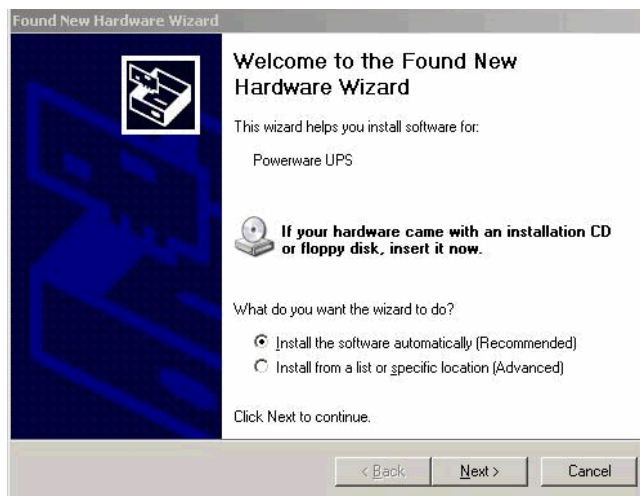 Found New Hardware Wizard
Welcome to the Found New
Hardware Wizard
This wizard helps you install software for:
Powerware UPS
If your hardware came with an installation CD
or floppy disk, insert it now.
What do you want the wizard to do?
Install the software automatically (Recommended)
Install from a list or specific location (Advanced)
Click Next to continue.
< Back
Next >
Cancel